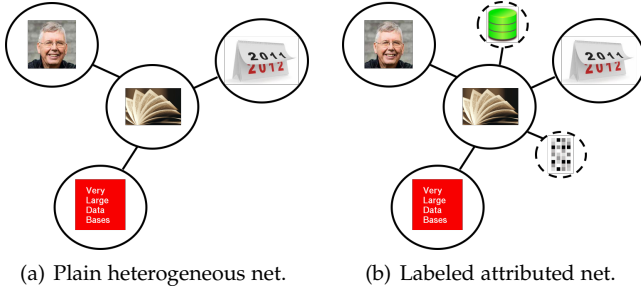 2011
2012
Very
Large
Data
Bases
(a) Plain heterogeneous net.
2011
2012
Very
Large
Data
Bases
(b) Labeled attributed net.